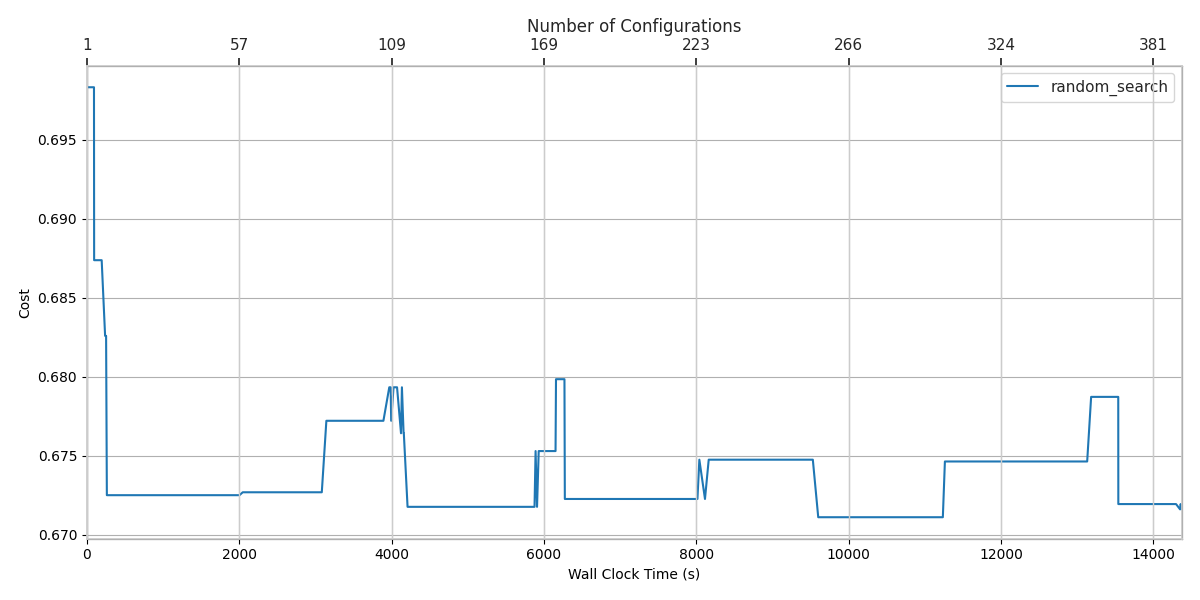 Number of Configurations
1 57 109 169 223 266 324 381
random_search
0.695
0.690
0.685
0.680
0.675
0.670
Cost
0 2000 4000 6000 8000 10000 12000 14000
Wall Clock Time (s)